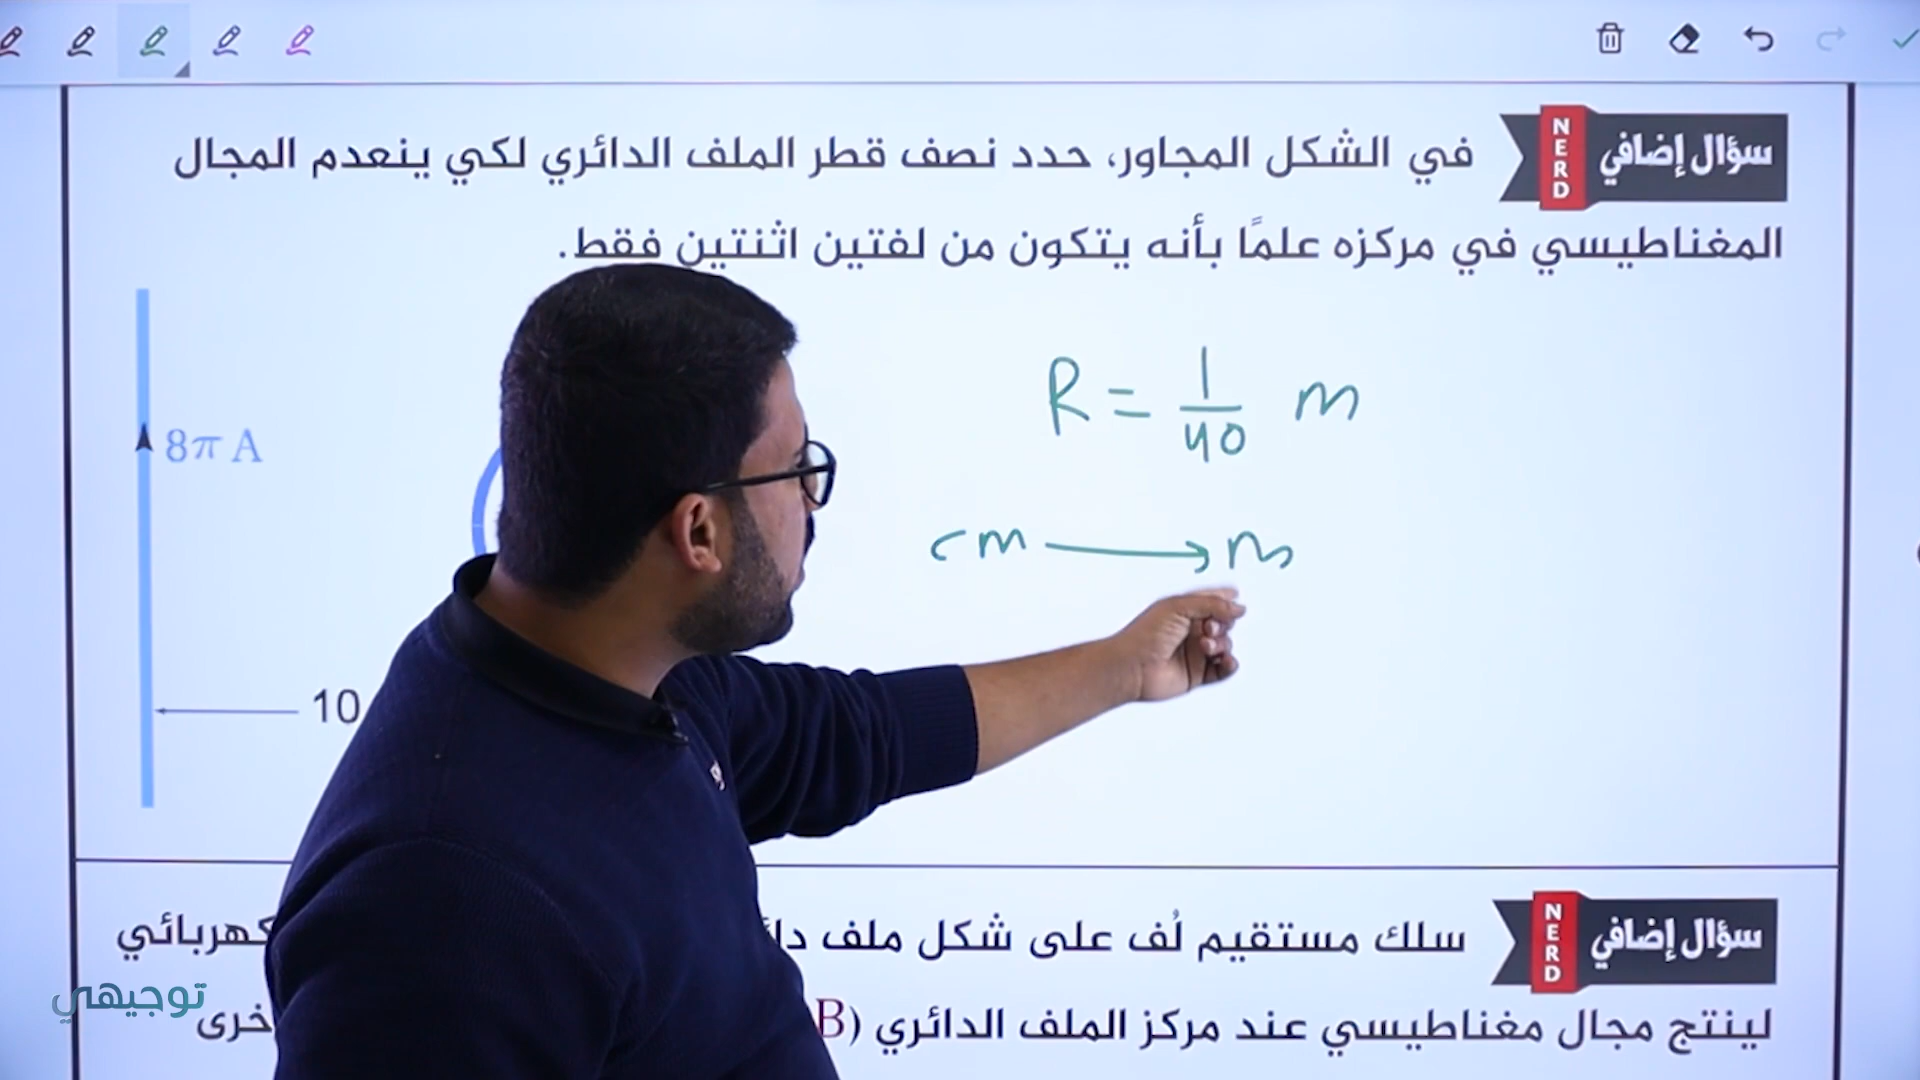 سؤال إضافي
NERD
في الشكل المجاور، حدد نصف قطر الملف الدائري لكي ينعدم المجال
المغناطيسي في مركزه علمًا بأنه يتكون من لفتين اثنتين فقط.
8π A
10
R = 1/40 m
cm → m
سؤال إضافي
NERD
سلك مستقيم لُف على شكل ملف
لينتج مجال مغناطيسي عند مركز الملف الدائري (B
توجيهي